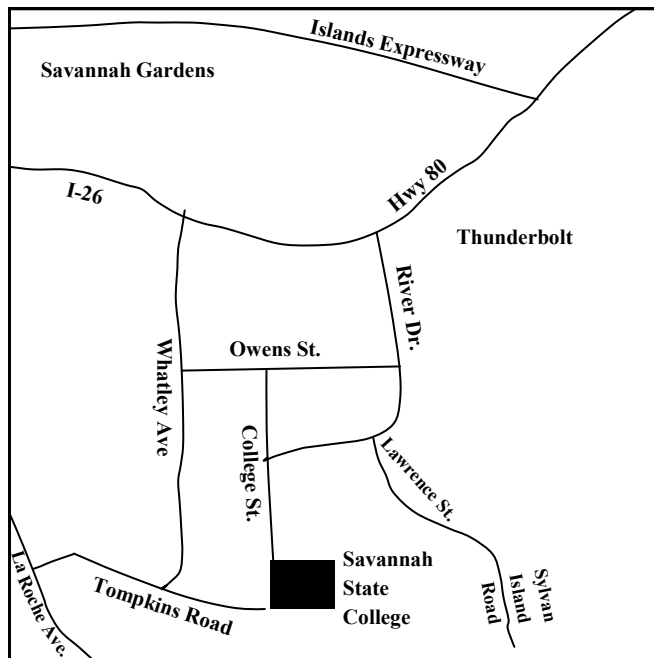 Islands Expressway
Savannah Gardens
I-26
Hwy 80
Thunderbolt
River Dr.
Owens St.
Whatley Ave
College St.
Lawrence St.
Savannah
State
College
Sylvan
Island
Road
Tompkins Road
La Roche Ave.